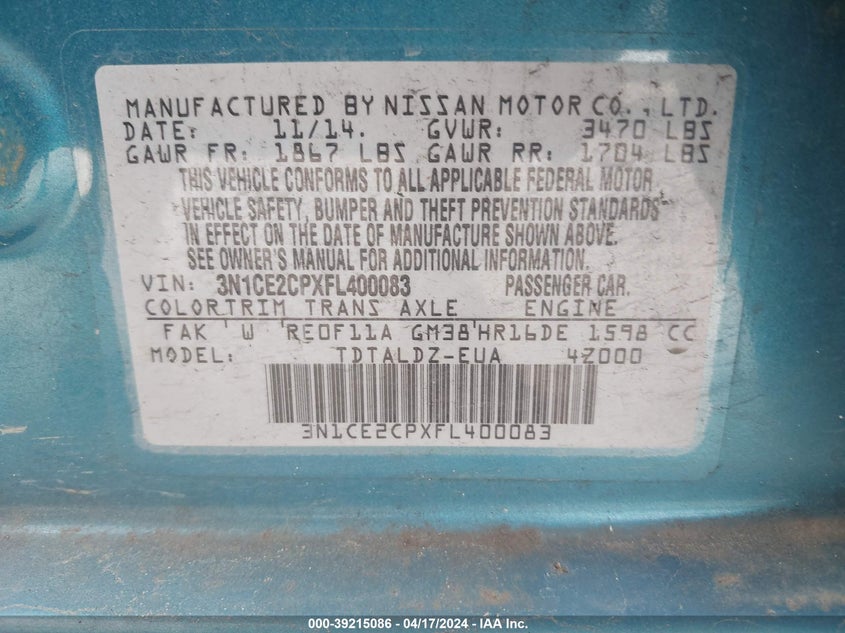 MANUFACTURED BY NISSAN MOTOR CO., LTD.
DATE: 11/14. GVWR: 3470 LBS
GAWR FR: 1867 LBS GAWR RR: 1704 LBS
THIS VEHICLE CONFORMS TO ALL APPLICABLE FEDERAL MOTOR
VEHICLE SAFETY, BUMPER AND THEFT PREVENTION STANDARDS
IN EFFECT ON THE DATE OF MANUFACTURE SHOWN ABOVE.
SEE OWNER'S MANUAL FOR ADDITIONAL INFORMATION.
VIN: 3N1CE2CPXFL400083 PASSENGER CAR.
COLOR TRIM TRANS AXLE ENGINE
FAK W RE0F11A GM38 HR16DE 1598 CC
MODEL: TDTALDZ-EUA 4Z000
3N1CE2CPXFL400083
000-39215086 - 04/17/2024 - IAA, Inc.